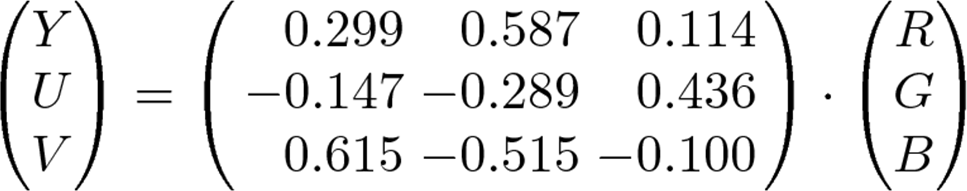 Y 0.299 0.587 0.114 R
U = −0.147 −0.289 0.436 · G
V 0.615 −0.515 −0.100 B